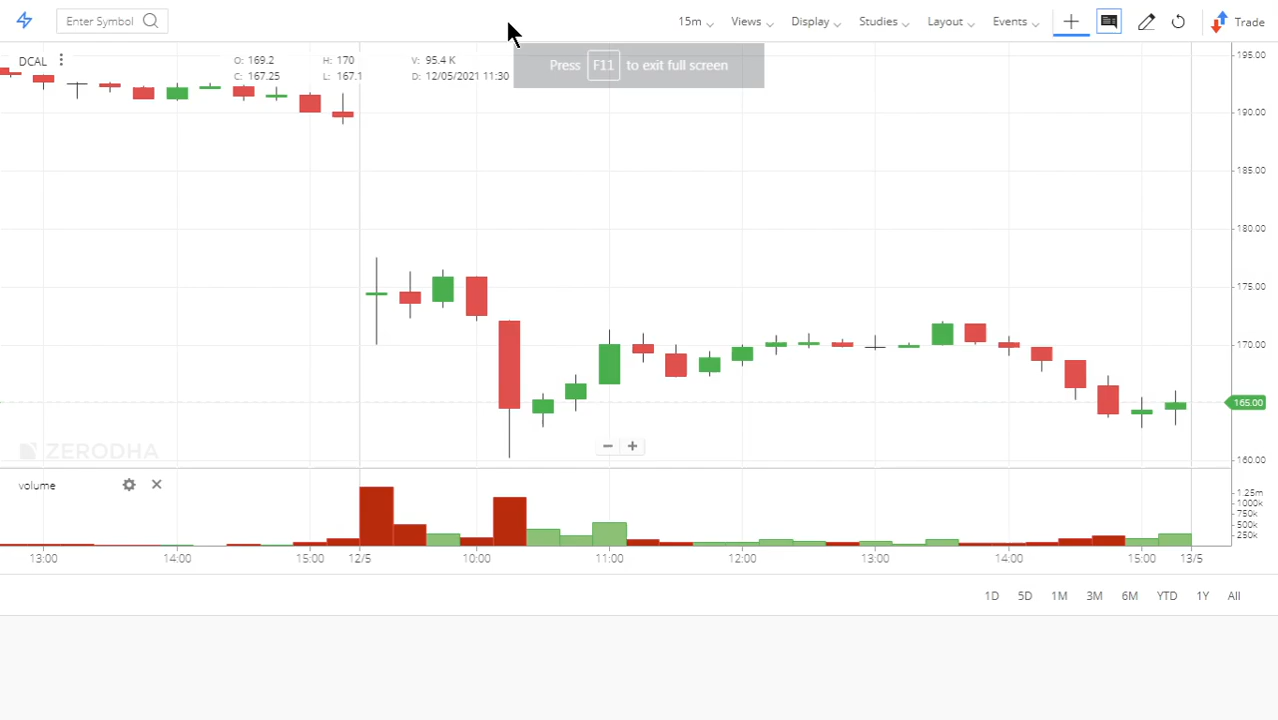 Enter Symbol
15m
Views
Display
Studies
Layout
Events
Trade
DCAL
O: 169.2
H: 170
V: 95.4 K
C: 167.25
L: 167.1
D: 12/05/2021 11:30
Press F11 to exit full screen
195.00
190.00
185.00
180.00
175.00
170.00
165.00
160.00
ZERODHA
volume
1.25m
1000k
750k
500k
250k
13:00
14:00
15:00
12/5
10:00
11:00
12:00
13:00
14:00
15:00
13/5
1D
5D
1M
3M
6M
YTD
1Y
All